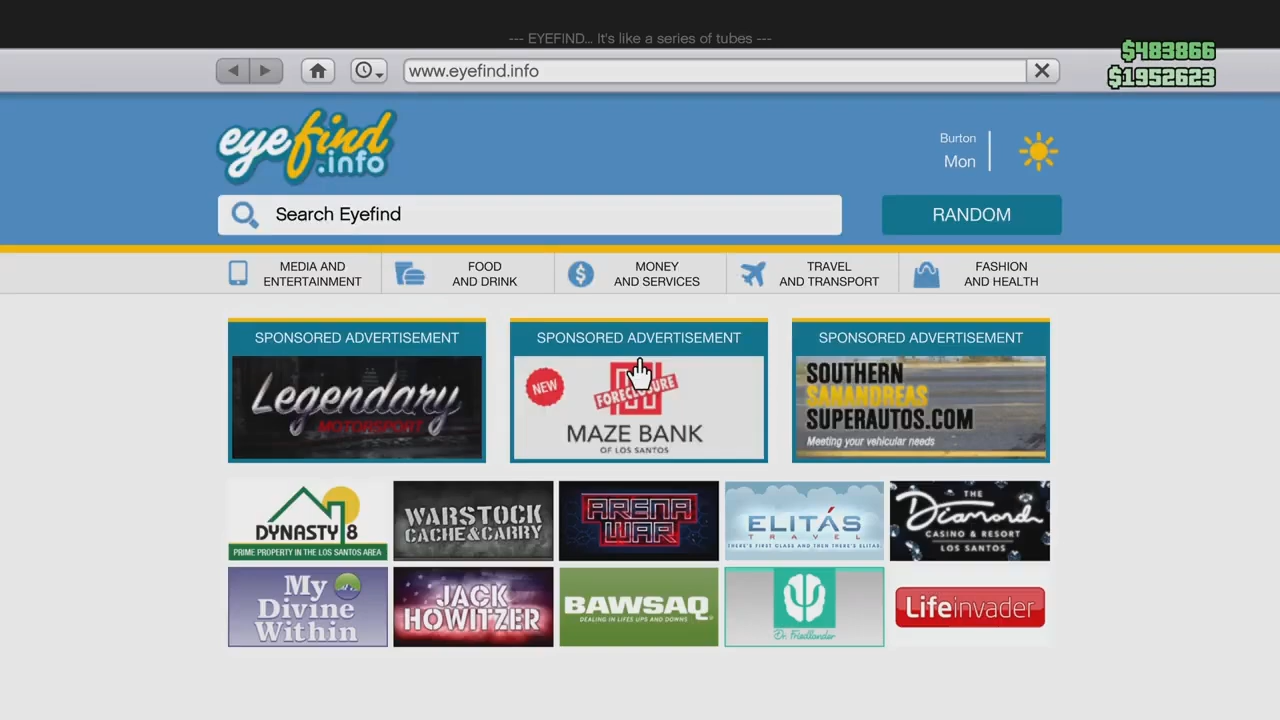 --- EYEFIND... It's like a series of tubes ---
$483866
$1952623
www.eyefind.info
eyefind
.info
Burton
Mon
Search Eyefind
RANDOM
MEDIA AND
ENTERTAINMENT
FOOD
AND DRINK
MONEY
AND SERVICES
TRAVEL
AND TRANSPORT
FASHION
AND HEALTH
SPONSORED ADVERTISEMENT
Legendary
MOTORSPORT
SPONSORED ADVERTISEMENT
NEW
FORECLOSURE
MAZE BANK
OF LOS SANTOS
SPONSORED ADVERTISEMENT
SOUTHERN
SANANDREAS
SUPERAUTOS.COM
Meeting your vehicular needs
DYNASTY 8
PRIME PROPERTY IN THE LOS SANTOS AREA
WARSTOCK
CACHE&CARRY
ARENA
WAR
ELITÁS
TRAVEL
THERE'S FIRST CLASS AND THEN THERE'S ELITAS
THE
Diamond
CASINO & RESORT
LOS SANTOS
My
Divine
Within
JACK
HOWITZER
BAWSAQ
DEALING IN LIFES UPS AND DOWNS
Dr. Friedlander
Lifeinvader